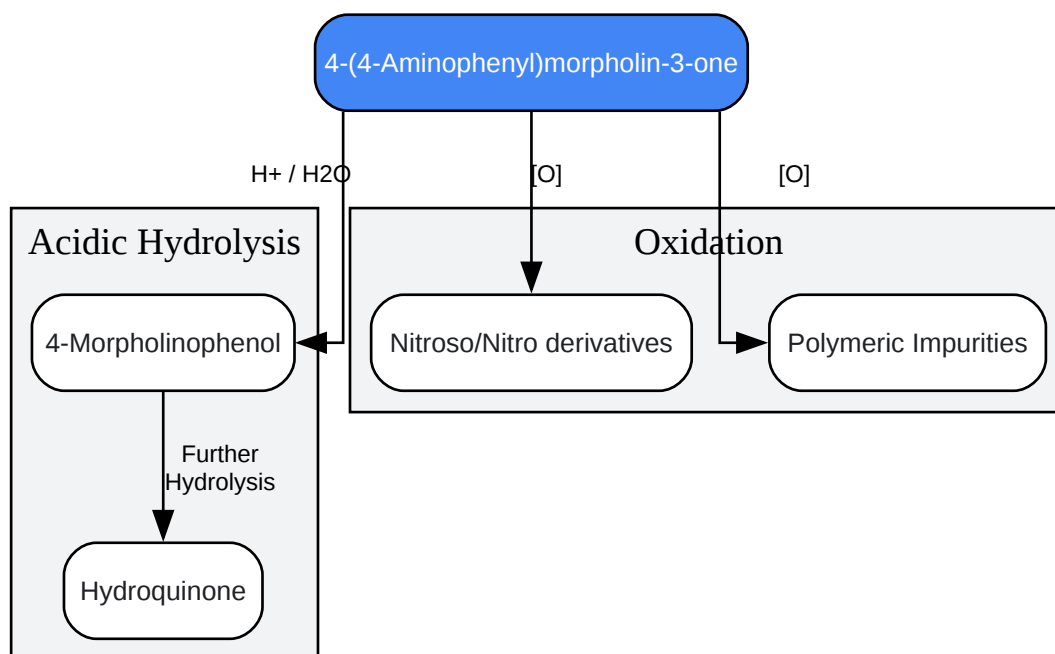 4-(4-Aminophenyl)morpholin-3-one
H+ / H2O
[O]
[O]
Acidic Hydrolysis
Oxidation
4-Morpholinophenol
Nitroso/Nitro derivatives
Polymeric Impurities
Further
Hydrolysis
Hydroquinone